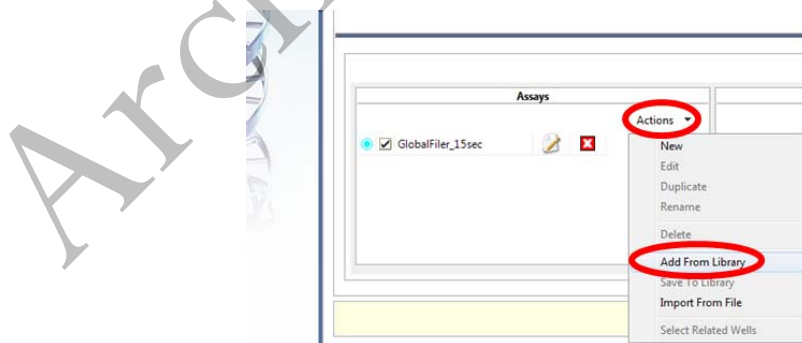 Arc
Assays
Actions
GlobalFiler_15sec
New
Edit
Duplicate
Rename
Delete
Add From Library
Save To Library
Import From File
Select Related Wells